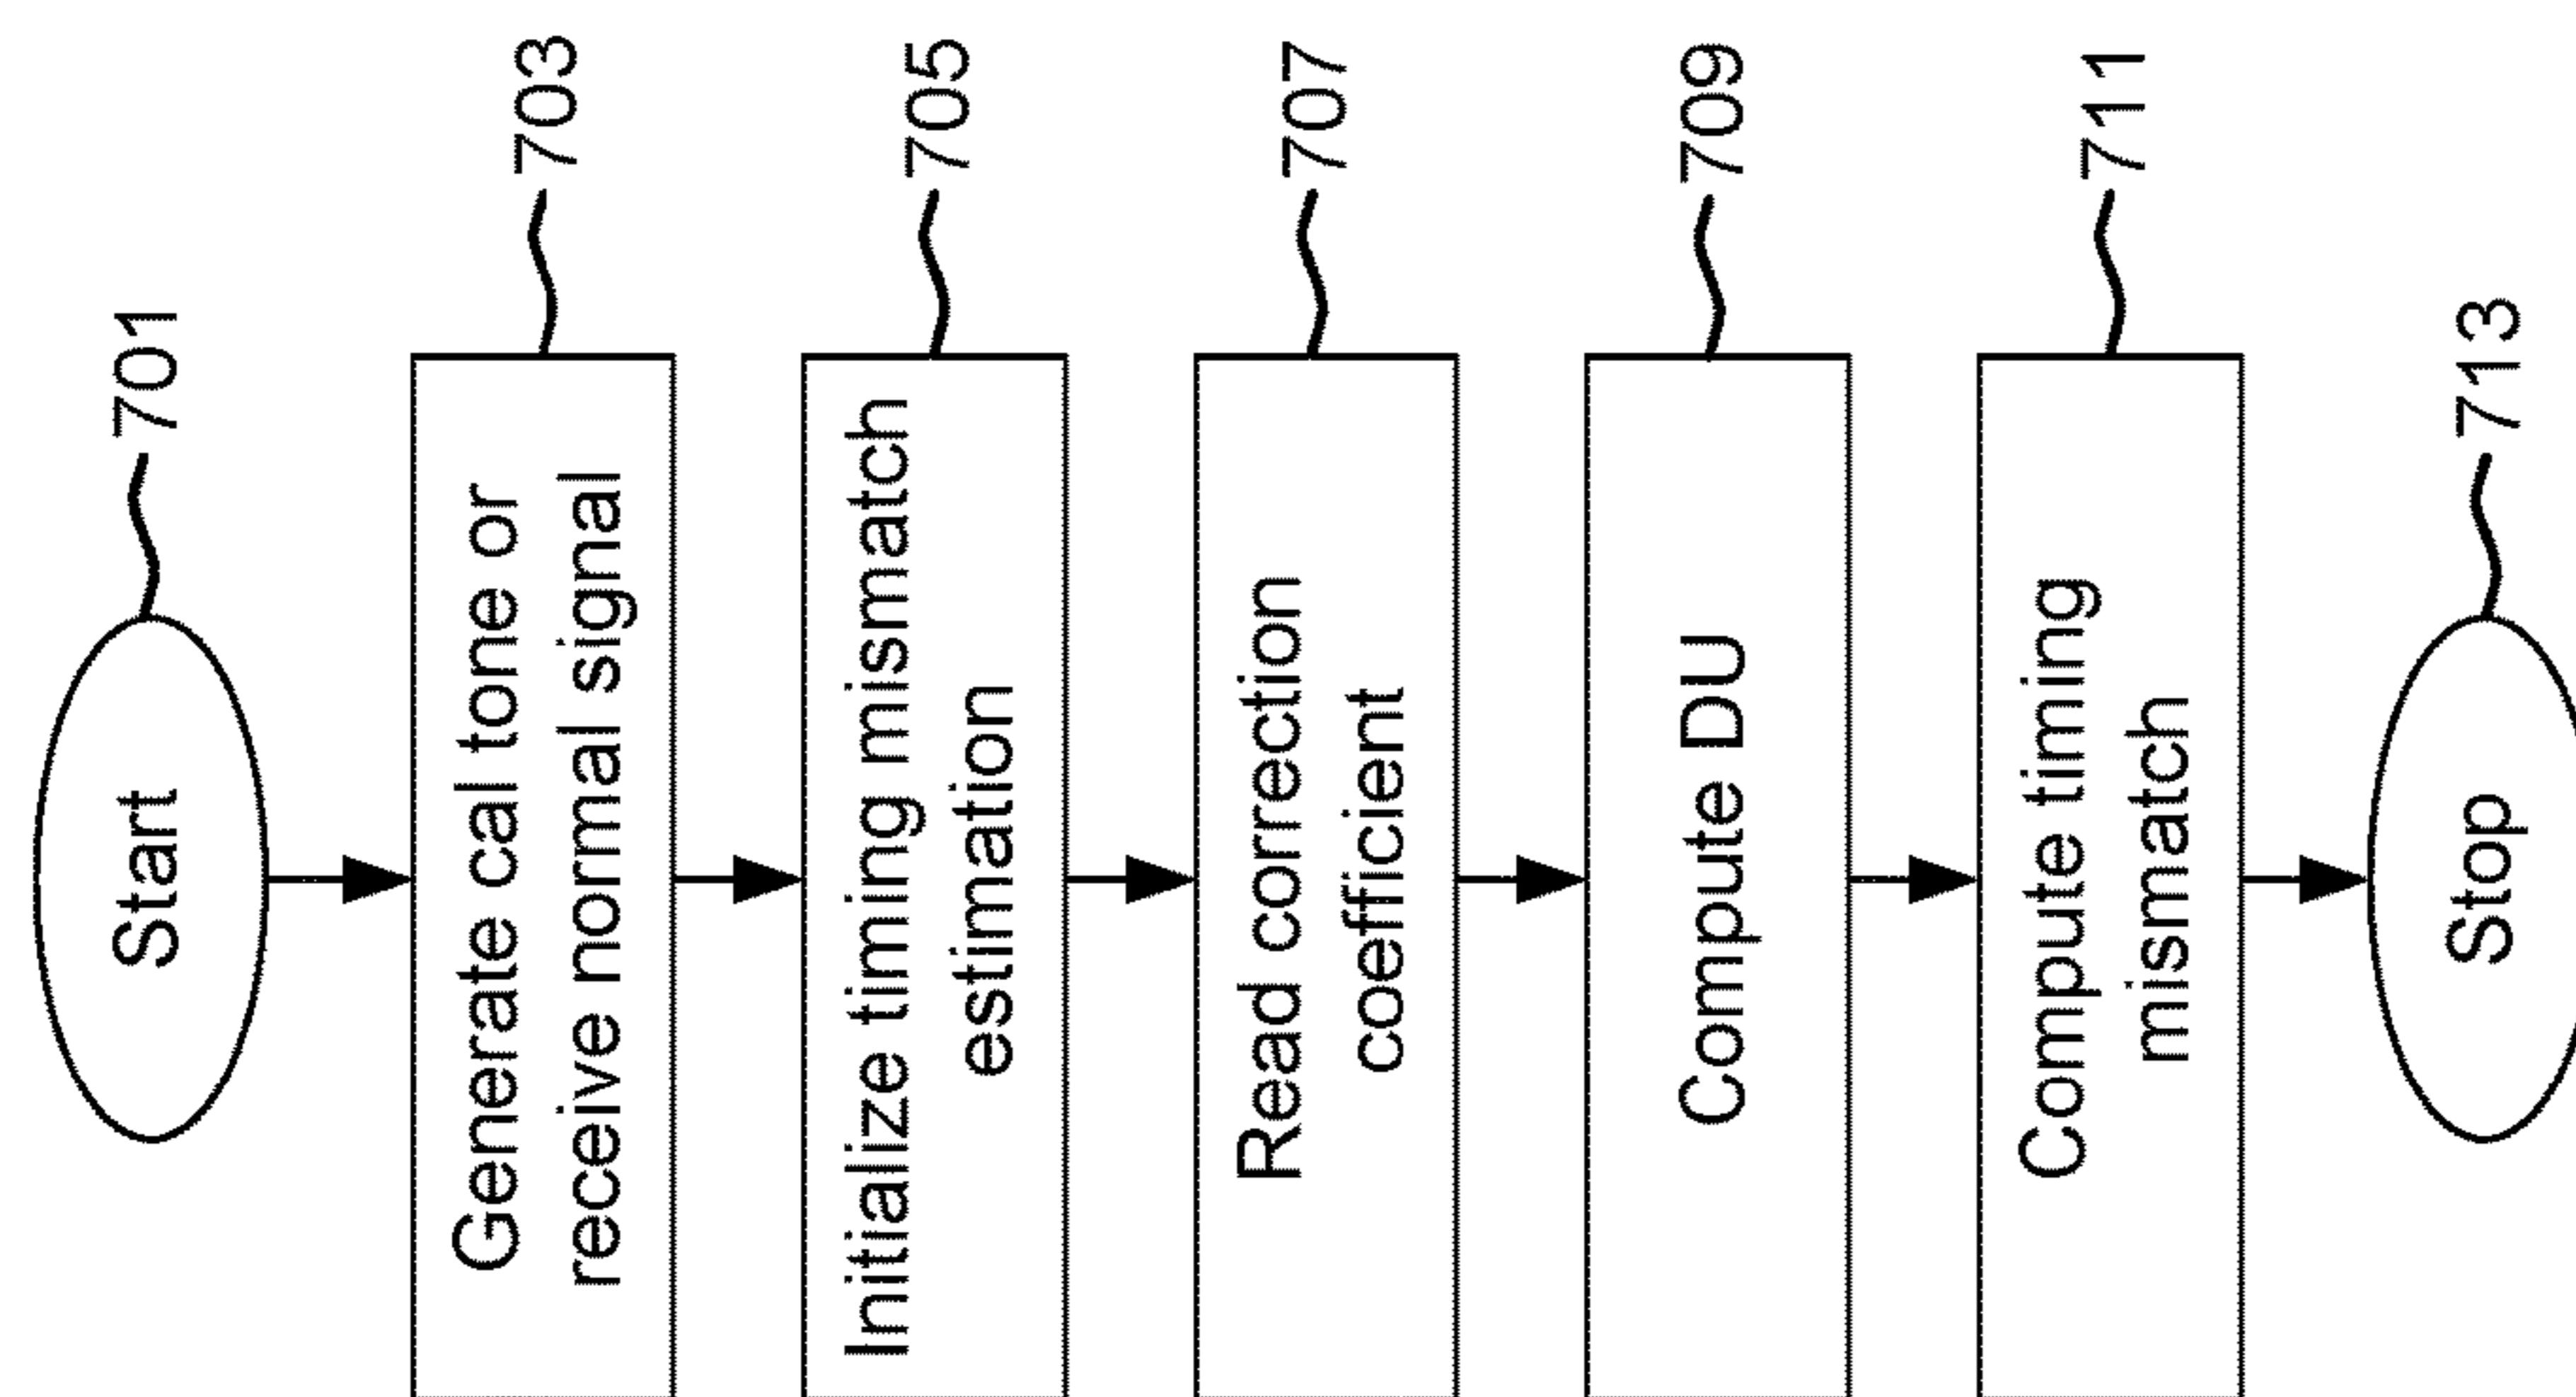 Start
701
Generate cal tone or
receive normal signal
703
Initialize timing mismatch
estimation
705
Read correction
coefficient
707
Compute DU
709
Compute timing
mismatch
711
Stop
713